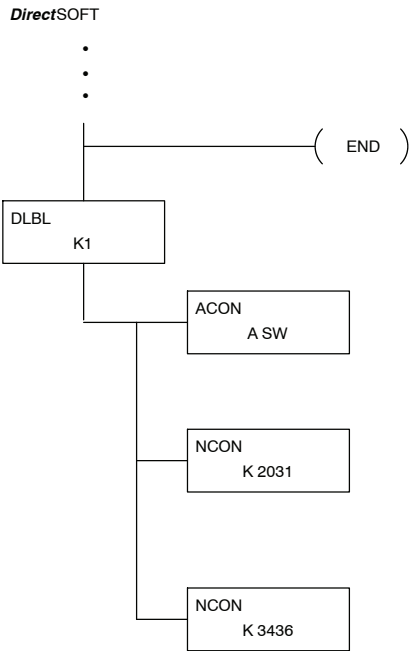 DirectSOFT
END
DLBL
K1
ACON
A SW
NCON
K 2031
NCON
K 3436